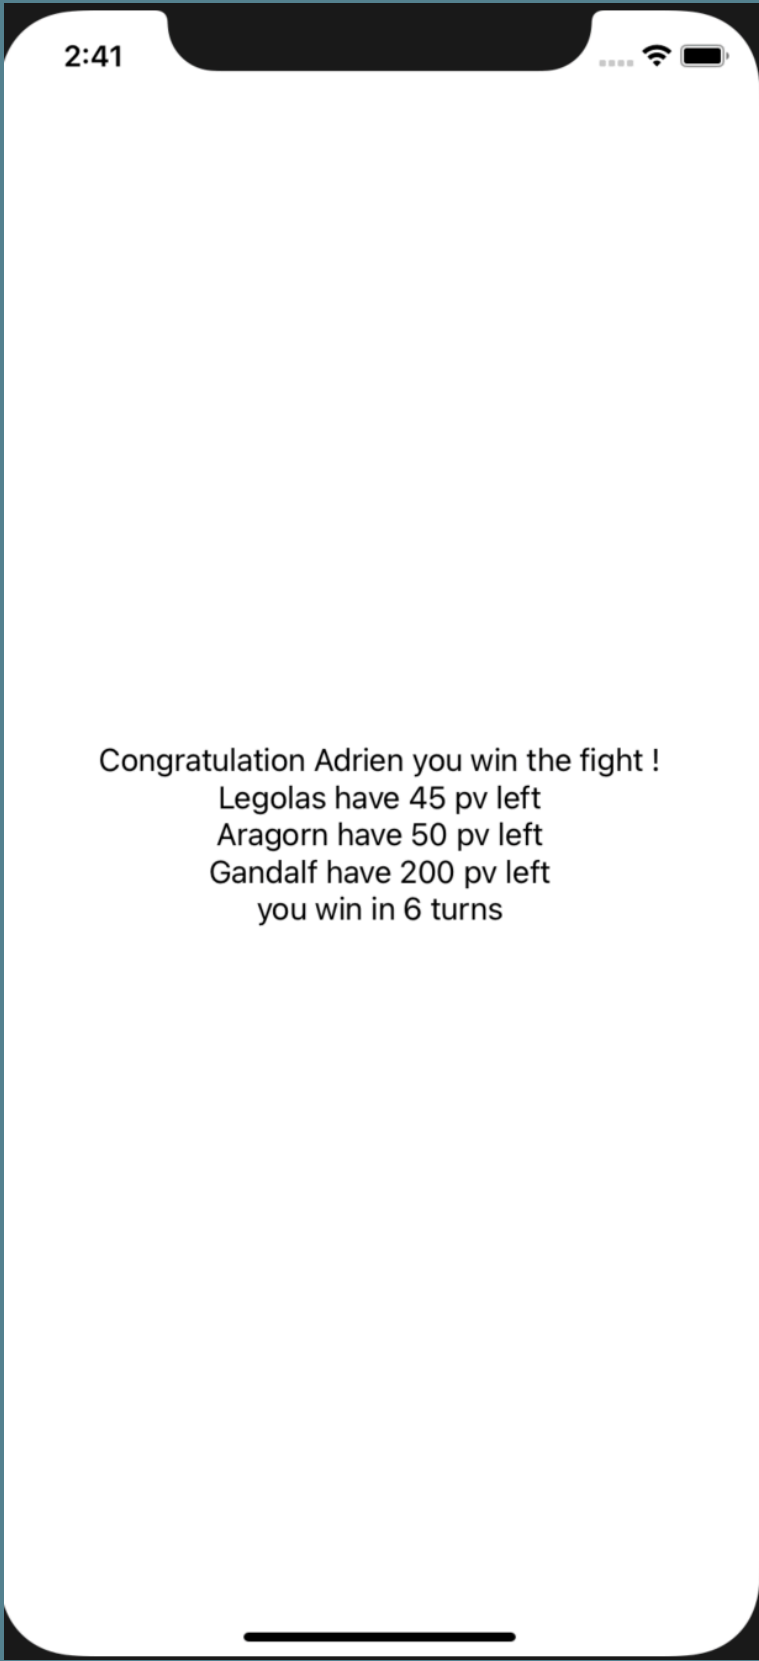 2:41
Congratulation Adrien you win the fight !
Legolas have 45 pv left
Aragorn have 50 pv left
Gandalf have 200 pv left
you win in 6 turns